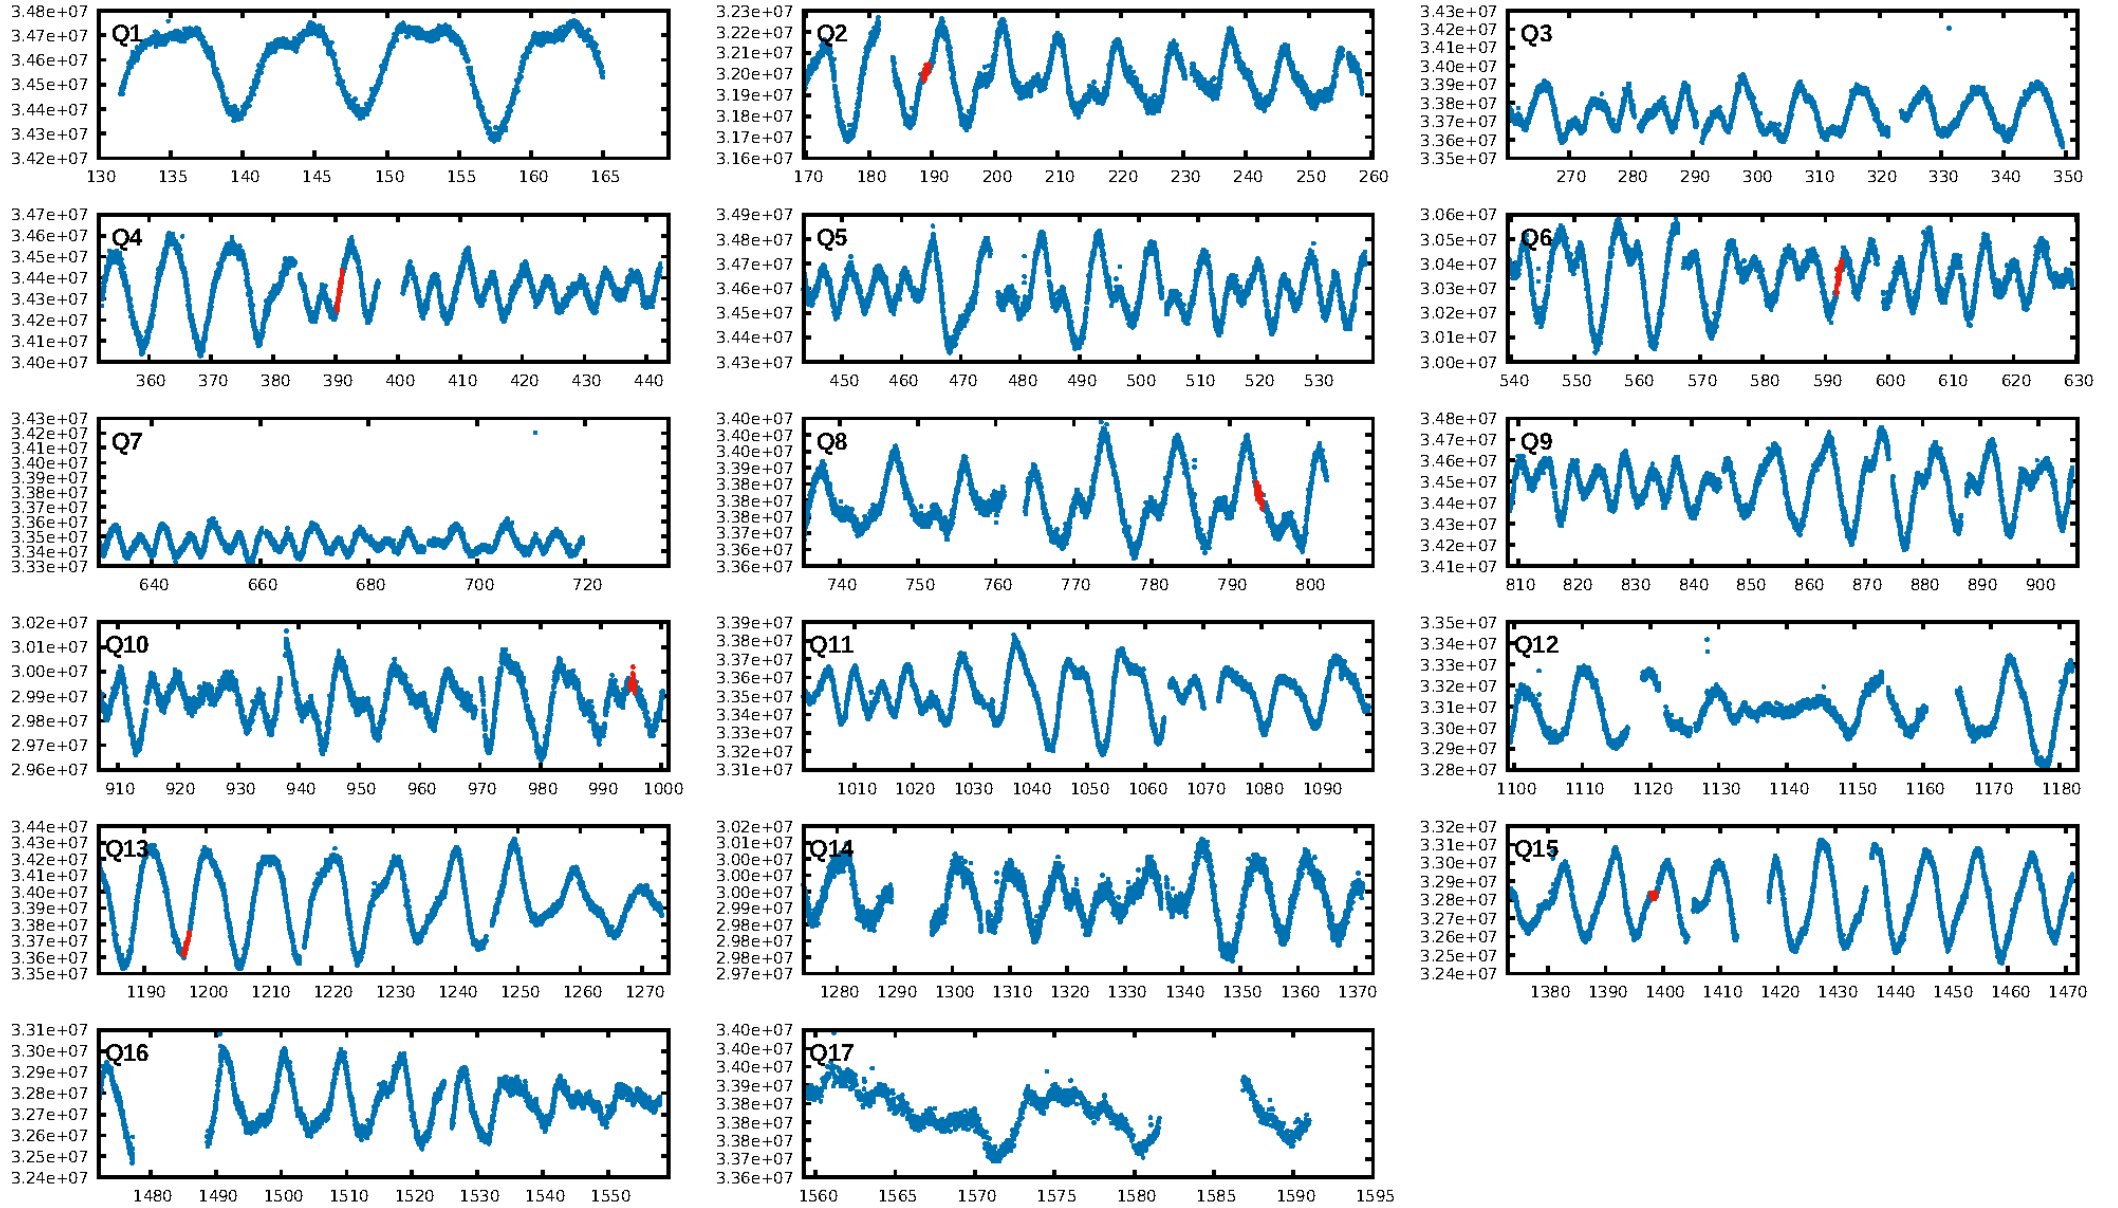 3.48e+07
3.47e+07
3.46e+07
3.45e+07
3.44e+07
3.43e+07
3.42e+07
Q1
130 135 140 145 150 155 160 165
3.23e+07
3.22e+07
3.21e+07
3.20e+07
3.19e+07
3.18e+07
3.17e+07
3.16e+07
Q2
170 180 190 200 210 220 230 240 250 260
3.43e+07
3.42e+07
3.41e+07
3.40e+07
3.39e+07
3.38e+07
3.37e+07
3.36e+07
3.35e+07
Q3
270 280 290 300 310 320 330 340 350
3.47e+07
3.46e+07
3.45e+07
3.44e+07
3.43e+07
3.42e+07
3.41e+07
3.40e+07
Q4
360 370 380 390 400 410 420 430 440
3.49e+07
3.48e+07
3.47e+07
3.46e+07
3.45e+07
3.44e+07
3.43e+07
Q5
450 460 470 480 490 500 510 520 530
3.06e+07
3.05e+07
3.04e+07
3.03e+07
3.02e+07
3.01e+07
3.00e+07
Q6
540 550 560 570 580 590 600 610 620 630
3.43e+07
3.42e+07
3.41e+07
3.40e+07
3.39e+07
3.38e+07
3.37e+07
3.36e+07
3.35e+07
3.34e+07
3.33e+07
Q7
640 660 680 700 720
3.40e+07
3.40e+07
3.40e+07
3.39e+07
3.38e+07
3.38e+07
3.38e+07
3.37e+07
3.36e+07
3.36e+07
Q8
740 750 760 770 780 790 800
3.48e+07
3.47e+07
3.46e+07
3.45e+07
3.44e+07
3.43e+07
3.42e+07
3.41e+07
Q9
810 820 830 840 850 860 870 880 890 900
3.02e+07
3.01e+07
3.00e+07
2.99e+07
2.98e+07
2.97e+07
2.96e+07
Q10
910 920 930 940 950 960 970 980 990 1000
3.39e+07
3.38e+07
3.37e+07
3.36e+07
3.35e+07
3.34e+07
3.33e+07
3.32e+07
3.31e+07
Q11
1010 1020 1030 1040 1050 1060 1070 1080 1090
3.35e+07
3.34e+07
3.33e+07
3.32e+07
3.31e+07
3.30e+07
3.29e+07
3.28e+07
Q12
1100 1110 1120 1130 1140 1150 1160 1170 1180
3.44e+07
3.43e+07
3.42e+07
3.41e+07
3.40e+07
3.39e+07
3.38e+07
3.37e+07
3.36e+07
3.35e+07
Q13
1190 1200 1210 1220 1230 1240 1250 1260 1270
3.02e+07
3.01e+07
3.00e+07
3.00e+07
3.00e+07
2.99e+07
2.99e+07
2.98e+07
2.98e+07
2.97e+07
Q14
1280 1290 1300 1310 1320 1330 1340 1350 1360 1370
3.32e+07
3.31e+07
3.30e+07
3.29e+07
3.28e+07
3.27e+07
3.26e+07
3.25e+07
3.24e+07
Q15
1380 1390 1400 1410 1420 1430 1440 1450 1460 1470
3.31e+07
3.30e+07
3.29e+07
3.28e+07
3.27e+07
3.26e+07
3.25e+07
3.24e+07
Q16
1480 1490 1500 1510 1520 1530 1540 1550
3.40e+07
3.40e+07
3.40e+07
3.39e+07
3.38e+07
3.38e+07
3.38e+07
3.37e+07
3.36e+07
Q17
1560 1565 1570 1575 1580 1585 1590 1595